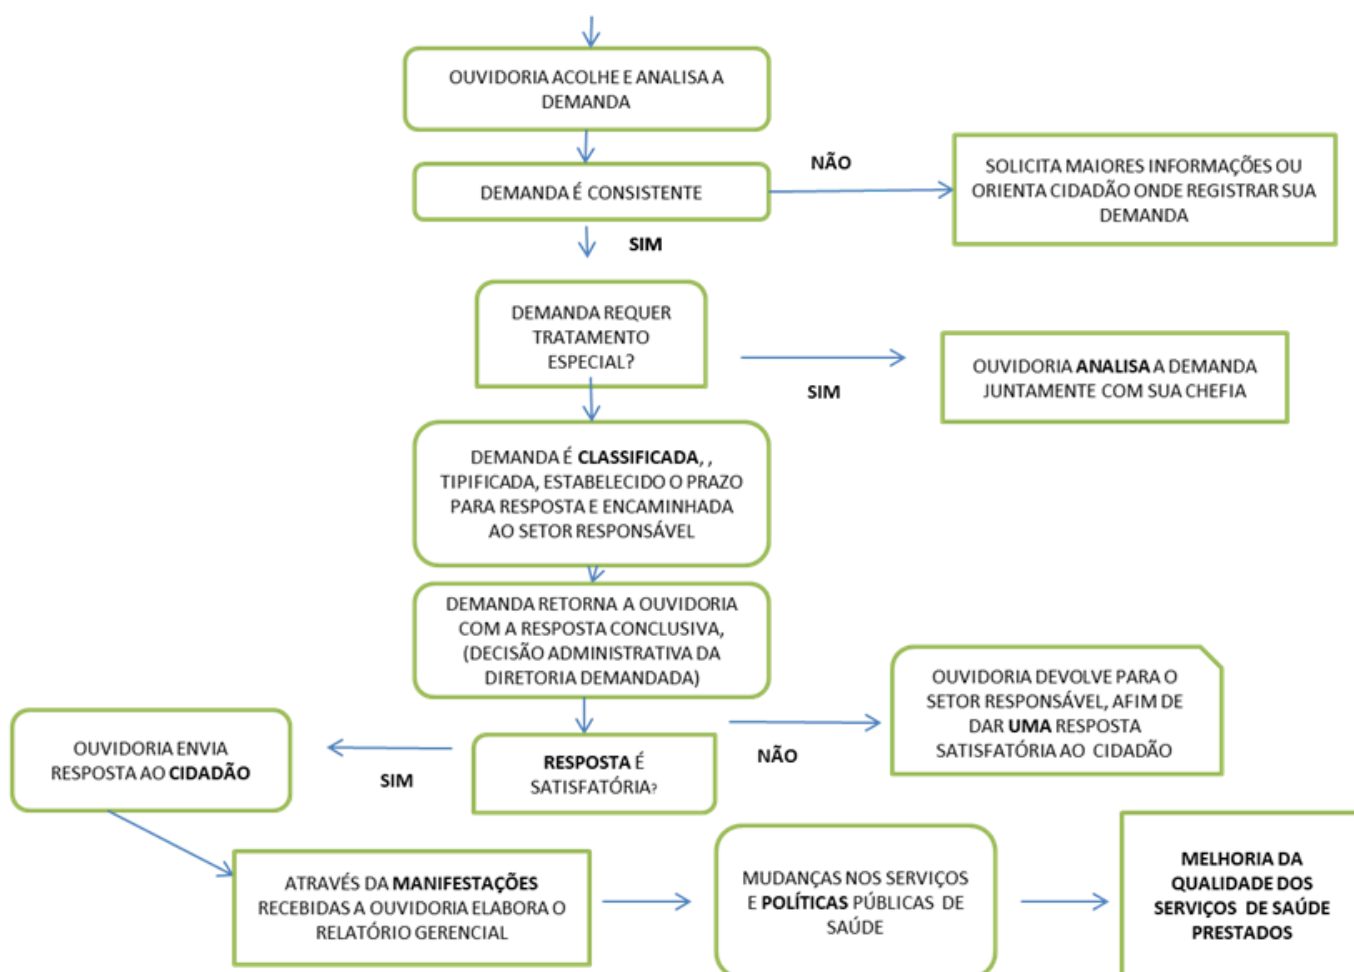 OUVIDORIA ACOLHE E ANALISA A
DEMANDA
DEMANDA É CONSISTENTE
NÃO
SOLICITA MAIORES INFORMAÇÕES OU
ORIENTA CIDADÃO ONDE REGISTRAR SUA
DEMANDA
SIM
DEMANDA REQUER
TRATAMENTO
ESPECIAL?
SIM
OUVIDORIA ANALISA A DEMANDA
JUNTAMENTE COM SUA CHEFIA
DEMANDA É CLASSIFICADA, ,
TIPIFICADA, ESTABELECIDO O PRAZO
PARA RESPOSTA E ENCAMINHADA
AO SETOR RESPONSÁVEL
DEMANDA RETORNA A OUVIDORIA
COM A RESPOSTA CONCLUSIVA,
(DECISÃO ADMINISTRATIVA DA
DIRETORIA DEMANDADA)
RESPOSTA É
SATISFATÓRIA?
NÃO
OUVIDORIA DEVOLVE PARA O
SETOR RESPONSÁVEL, AFIM DE
DAR UMA RESPOSTA
SATISFATÓRIA AO CIDADÃO
SIM
OUVIDORIA ENVIA
RESPOSTA AO CIDADÃO
ATRAVÉS DA MANIFESTAÇÕES
RECEBIDAS A OUVIDORIA ELABORA O
RELATÓRIO GERENCIAL
MUDANÇAS NOS SERVIÇOS
E POLÍTICAS PÚBLICAS DE
SAÚDE
MELHORIA DA
QUALIDADE DOS
SERVIÇOS DE SAÚDE
PRESTADOS